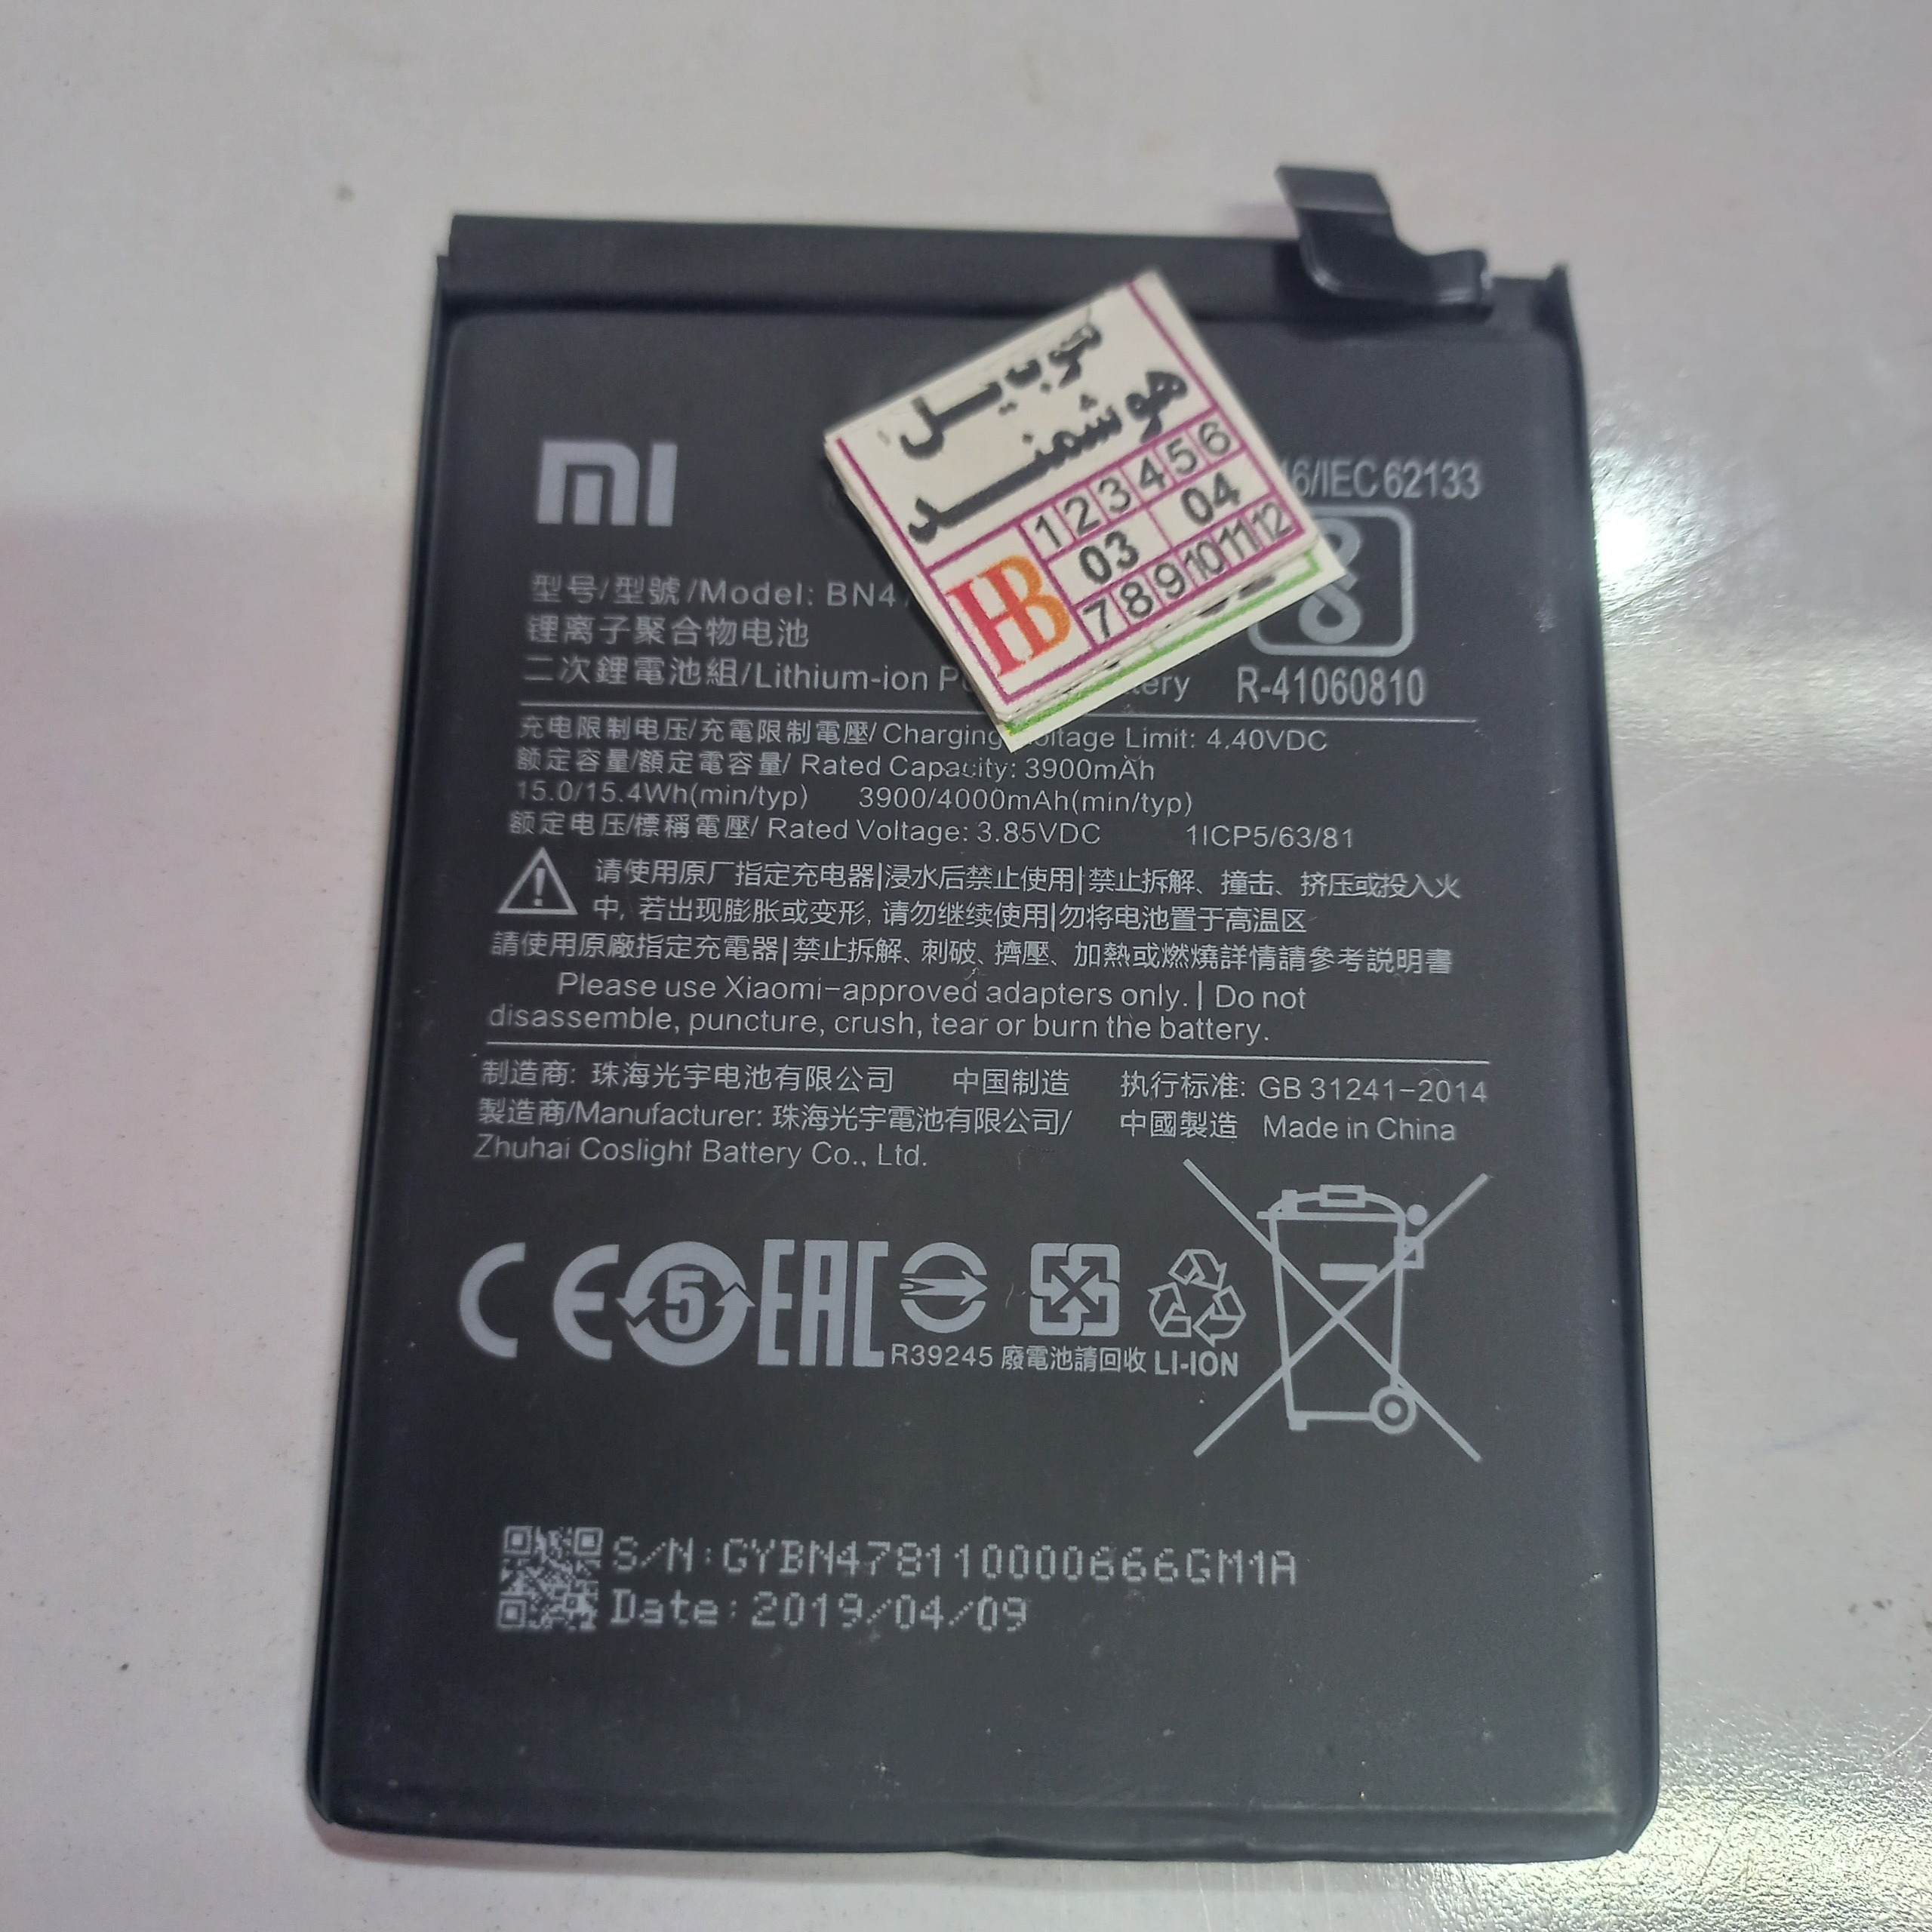 موبایل
هوشمند
1 2 3 4 5 6
03 04
HB
7 8 9 10 11 12
mi
/IEC 62133
型号/型號/Model: BN47
锂离子聚合物电池
二次鋰電池組/Lithium-ion
R-41060810
充电限制电压/充電限制電壓/ Charging Voltage Limit: 4.40VDC
额定容量/額定電容量/ Rated Capacity: 3900mAh
15.0/15.4Wh(min/typ) 3900/4000mAh(min/typ)
额定电压/標稱電壓/ Rated Voltage: 3.85VDC 1ICP5/63/81
请使用原厂指定充电器|浸水后禁止使用|禁止拆解、撞击、挤压或投入火
中, 若出现膨胀或变形, 请勿继续使用|勿将电池置于高温区
請使用原廠指定充電器|禁止拆解、刺破、擠壓、加熱或燃燒詳情請參考説明書
Please use Xiaomi-approved adapters only. | Do not
disassemble, puncture, crush, tear or burn the battery.
制造商: 珠海光宇电池有限公司 中国制造 执行标准: GB 31241-2014
製造商/Manufacturer: 珠海光宇電池有限公司/ 中國製造 Made in China
Zhuhai Coslight Battery Co., Ltd.
CE 5 EAC
R39245 廢電池請回收 LI-ION
S/N:GYBN478110000666GM1A
Date:2019/04/09